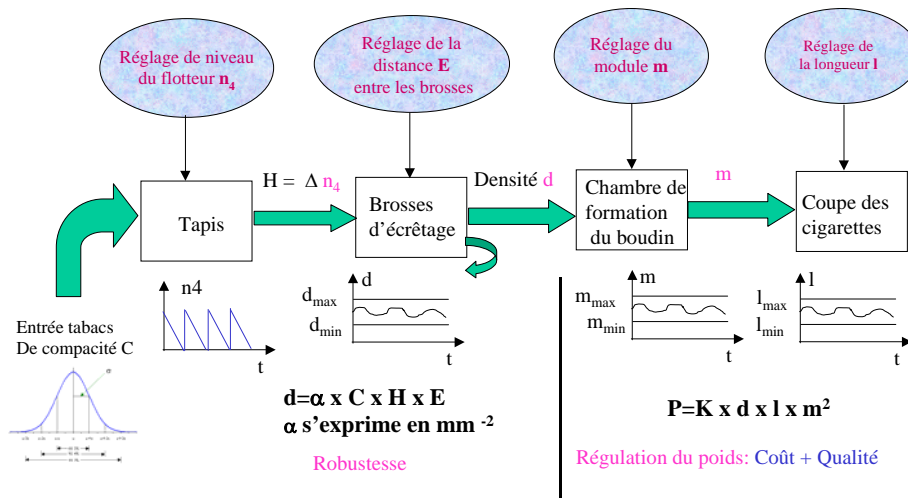 Réglage de niveau
du flotteur n4
Réglage de la
distance E
entre les brosses
Réglage du
module m
Réglage de
la longueur l
H = Δ n4
Densité d
m
Tapis
Brosses
d’écrêtage
Chambre de
formation
du boudin
Coupe des
cigarettes
Entrée tabacs
De compacité C
n4
t
d
dmax
dmin
t
m
mmax
mmin
t
l
lmax
lmin
t
d=α x C x H x E
α s’exprime en mm -2
Robustesse
P=K x d x l x m²
Régulation du poids: Coût + Qualité